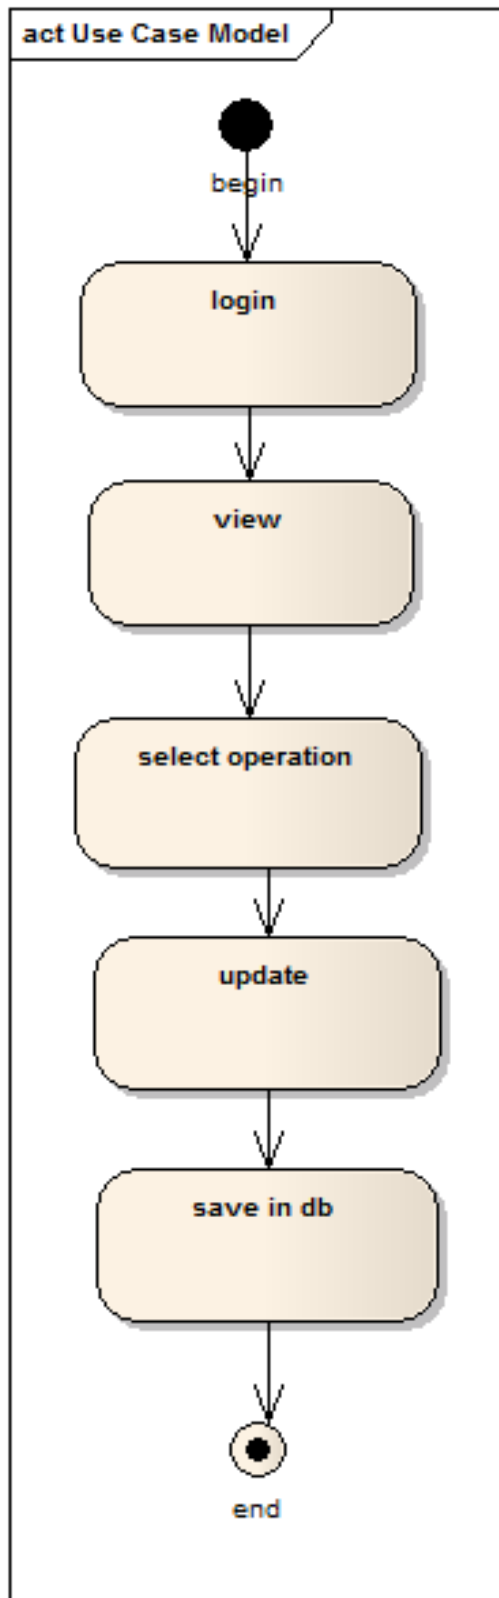 act Use Case Model
begin
login
view
select operation
update
save in db
end